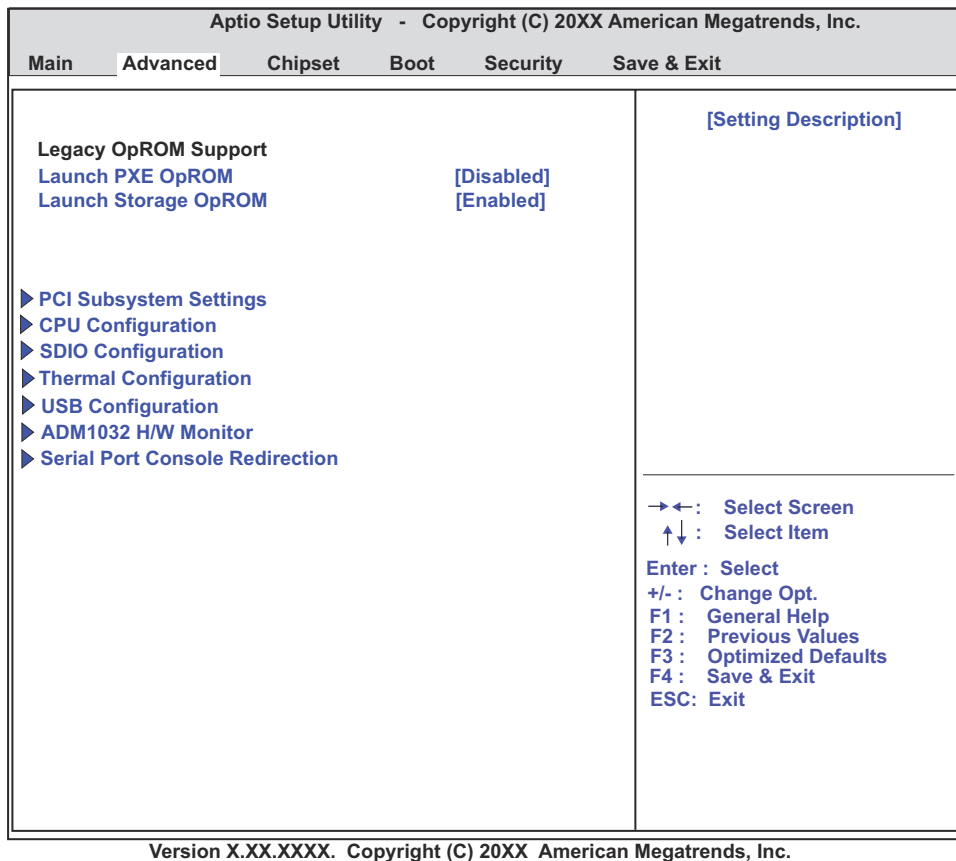 Aptio Setup Utility - Copyright (C) 20XX American Megatrends, Inc.
Main Advanced Chipset Boot Security Save & Exit
[Setting Description]
Legacy OpROM Support
Launch PXE OpROM [Disabled]
Launch Storage OpROM [Enabled]
PCI Subsystem Settings
CPU Configuration
SDIO Configuration
Thermal Configuration
USB Configuration
ADM1032 H/W Monitor
Serial Port Console Redirection
→←: Select Screen
↑↓ : Select Item
Enter : Select
+/- : Change Opt.
F1 : General Help
F2 : Previous Values
F3 : Optimized Defaults
F4 : Save & Exit
ESC: Exit
Version X.XX.XXXX. Copyright (C) 20XX American Megatrends, Inc.